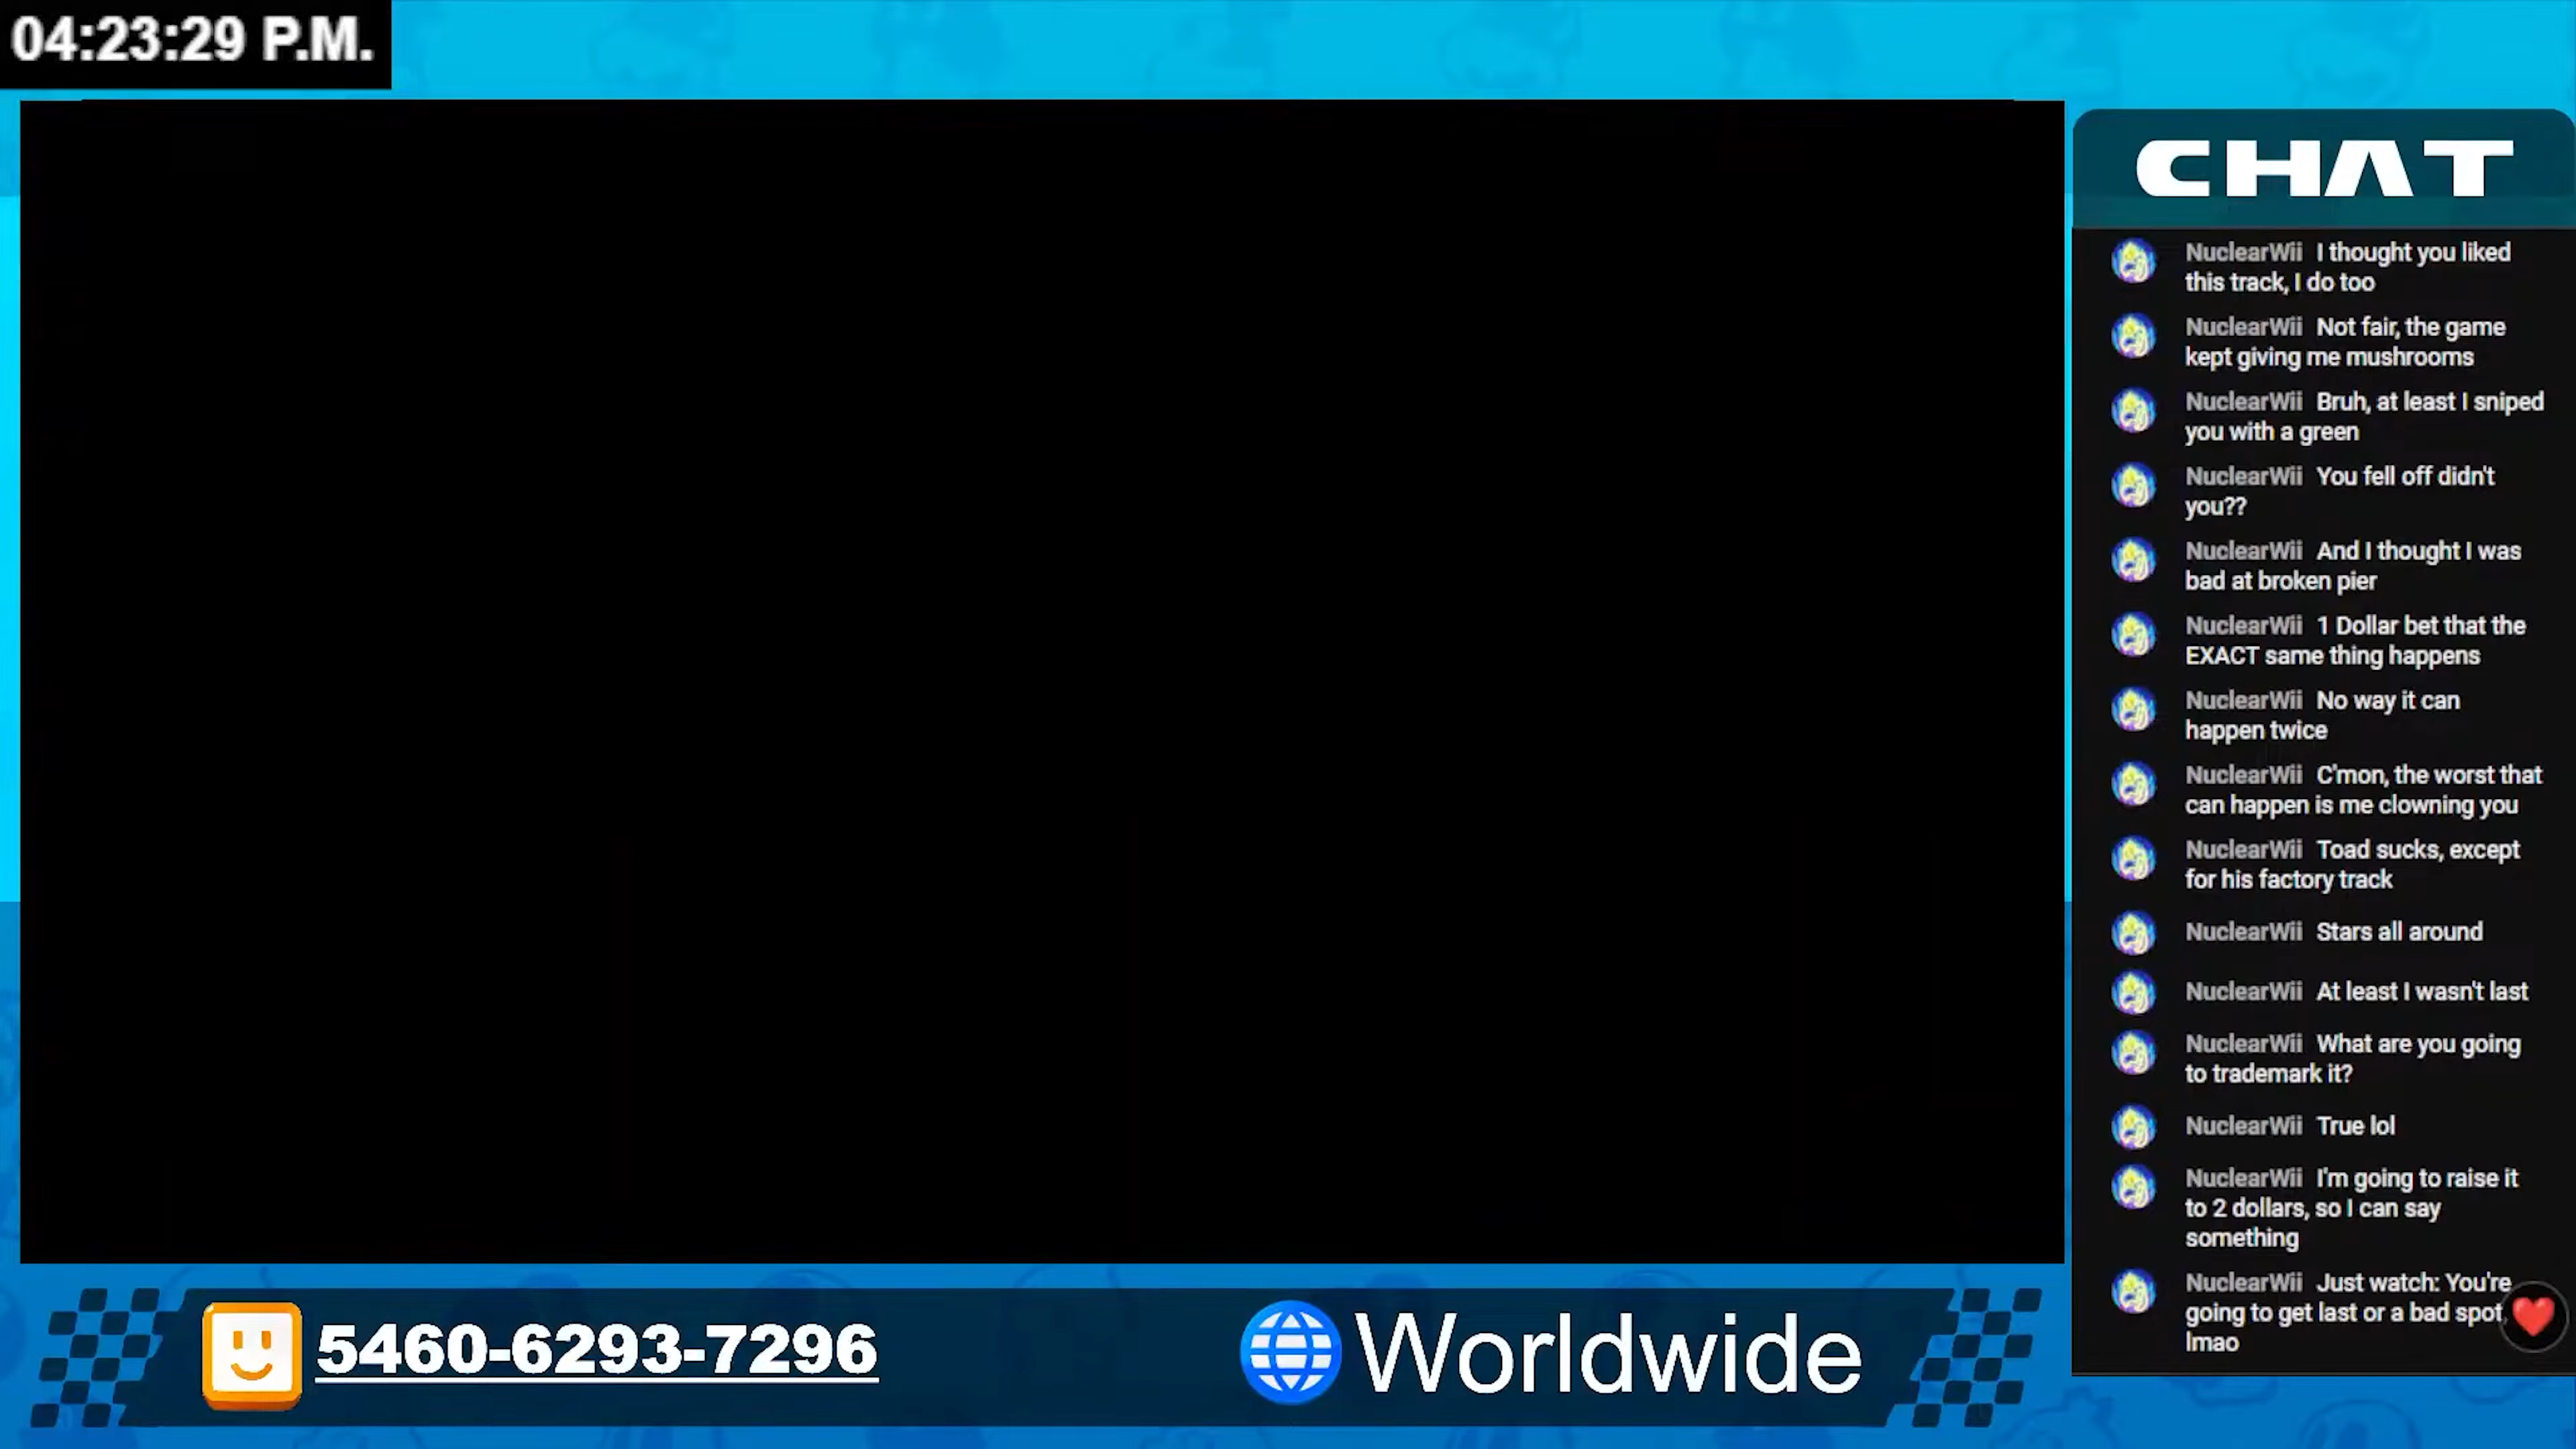 04:23:29 P.M.
CHAT
NuclearWii I thought you liked
this track, I do too
NuclearWii Not fair, the game
kept giving me mushrooms
NuclearWii Bruh, at least I sniped
you with a green
NuclearWii You fell off didn't
you??
NuclearWii And I thought I was
bad at broken pier
NuclearWii 1 Dollar bet that the
EXACT same thing happens
NuclearWii No way it can
happen twice
NuclearWii C'mon, the worst that
can happen is me clowning you
NuclearWii Toad sucks, except
for his factory track
NuclearWii Stars all around
NuclearWii At least I wasn't last
NuclearWii What are you going
to trademark it?
NuclearWii True lol
NuclearWii I'm going to raise it
to 2 dollars, so I can say
something
NuclearWii Just watch: You're
going to get last or a bad spot,
lmao
5460-6293-7296
Worldwide